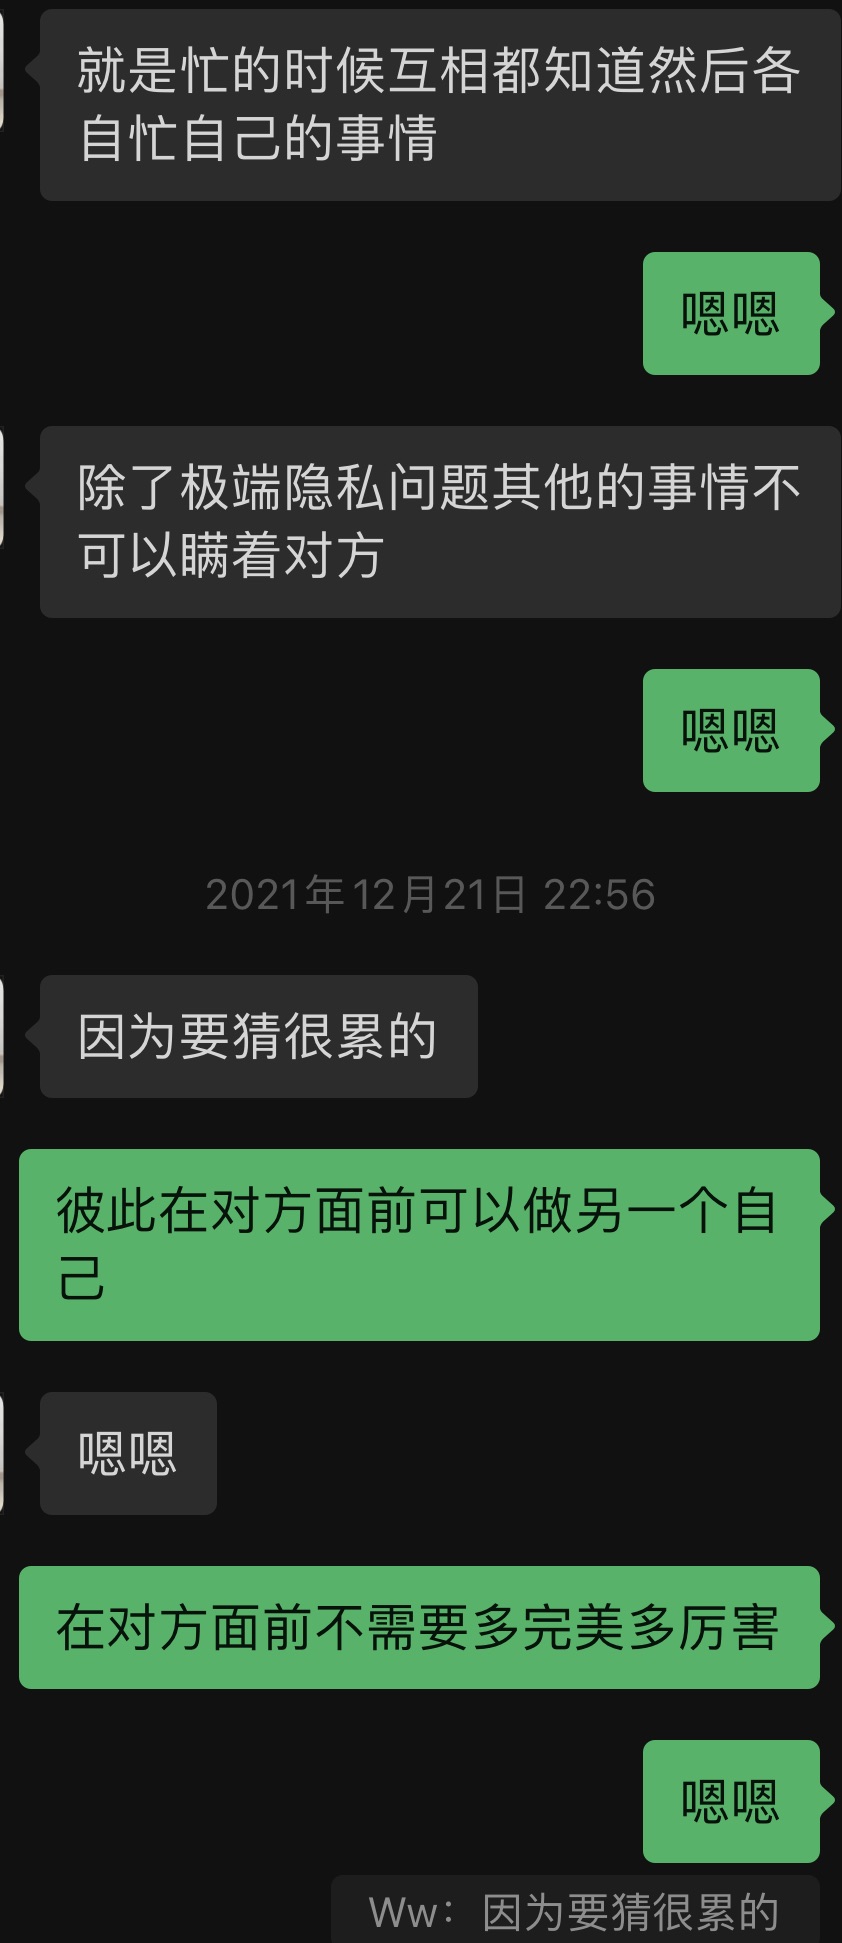 就是忙的时候互相都知道然后各
自忙自己的事情
嗯嗯
除了极端隐私问题其他的事情不
可以瞒着对方
嗯嗯
2021年12月21日 22:56
因为要猜很累的
彼此在对方面前可以做另一个自
己
嗯嗯
在对方面前不需要多完美多厉害
嗯嗯
Ww：因为要猜很累的